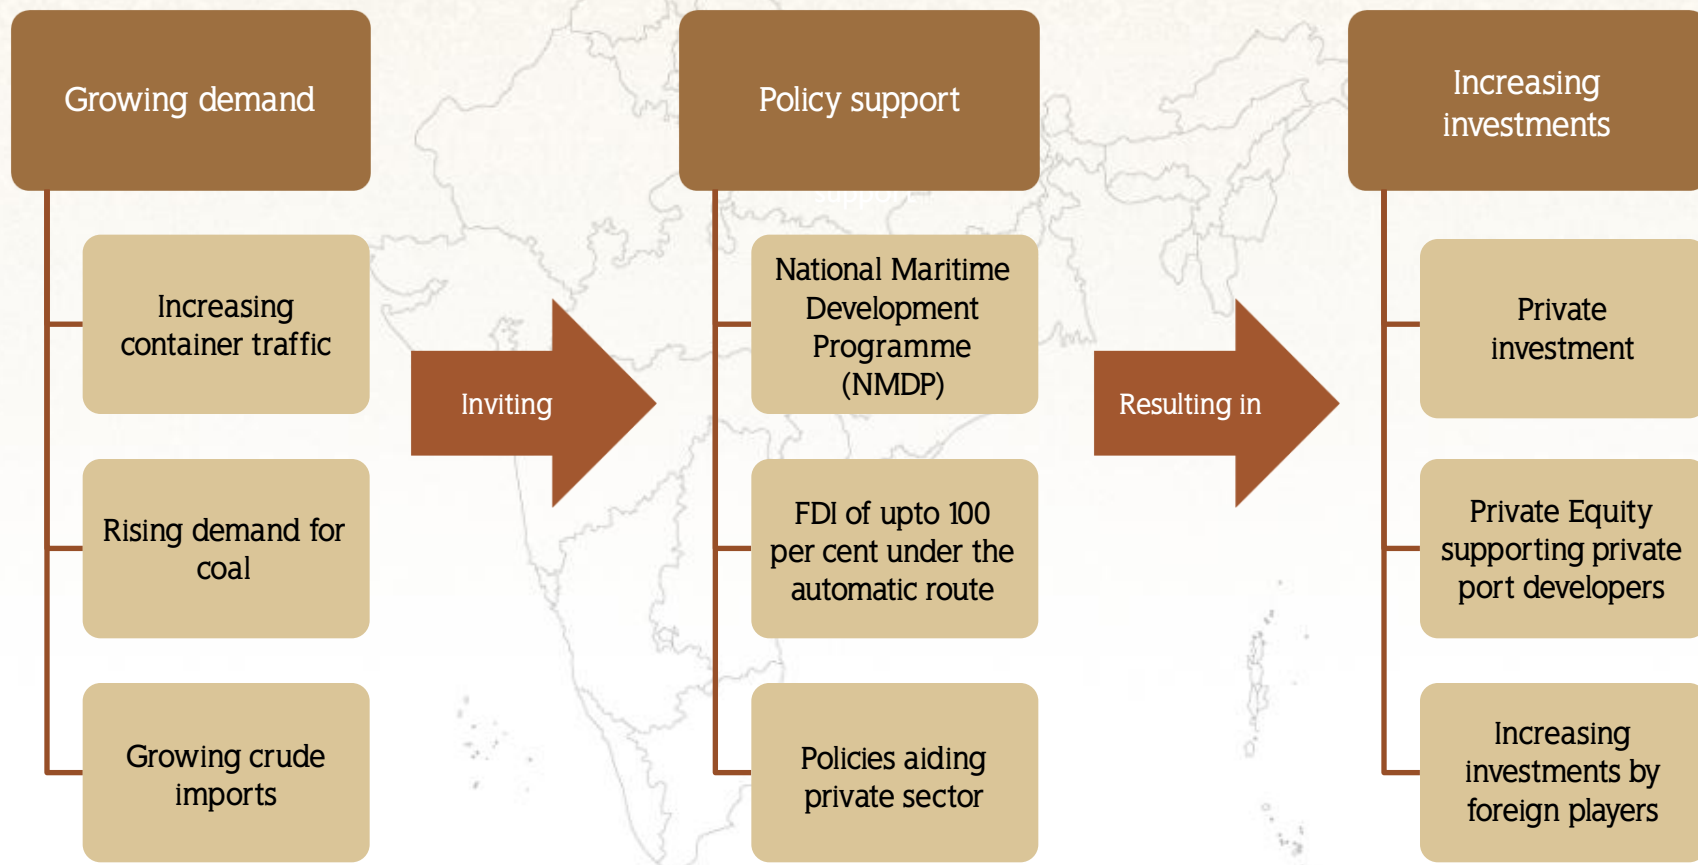 Growing demand
Increasing
container traffic
Rising demand for
coal
Growing crude
imports
Inviting
Policy support
support
National Maritime
Development
Programme
(NMDP)
FDI of upto 100
per cent under the
automatic route
Policies aiding
private sector
Resulting in
Increasing
investments
Private
investment
Private Equity
supporting private
port developers
Increasing
investments by
foreign players